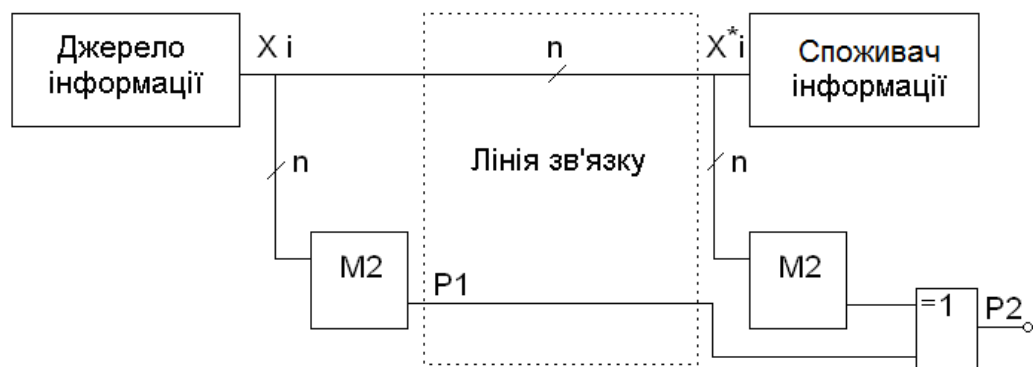 Джерело
інформації
X i
n
X*i
Споживач
інформації
n
Лінія зв'язку
n
M2
P1
M2
=1
P2